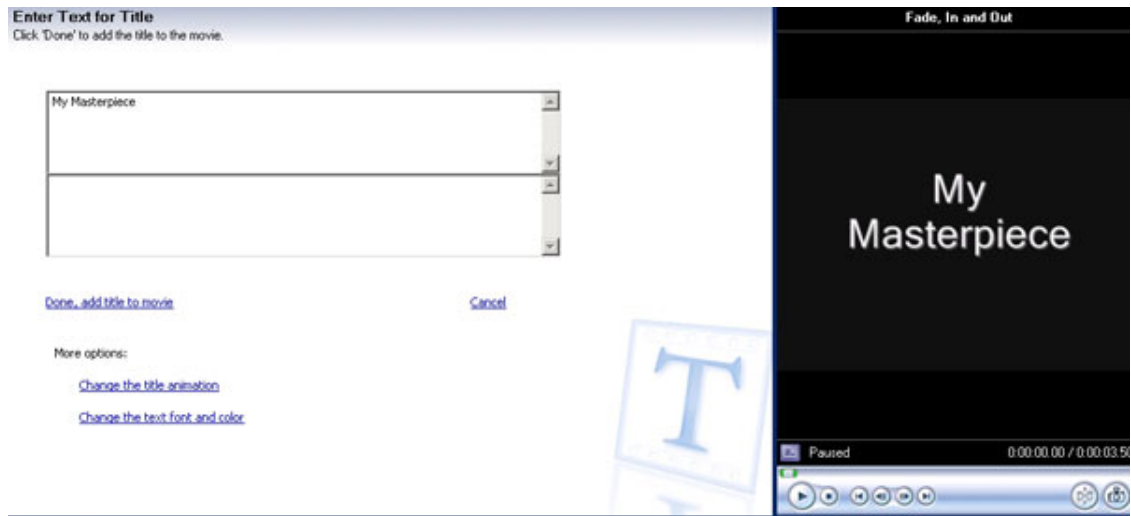 Enter Text for Title
Click 'Done' to add the title to the movie.
My Masterpiece
Done, add title to movie
Cancel
More options:
Change the title animation
Change the text font and color
T
Fade, In and Out
My
Masterpiece
Paused
0:00:00.00 / 0:00:03.50